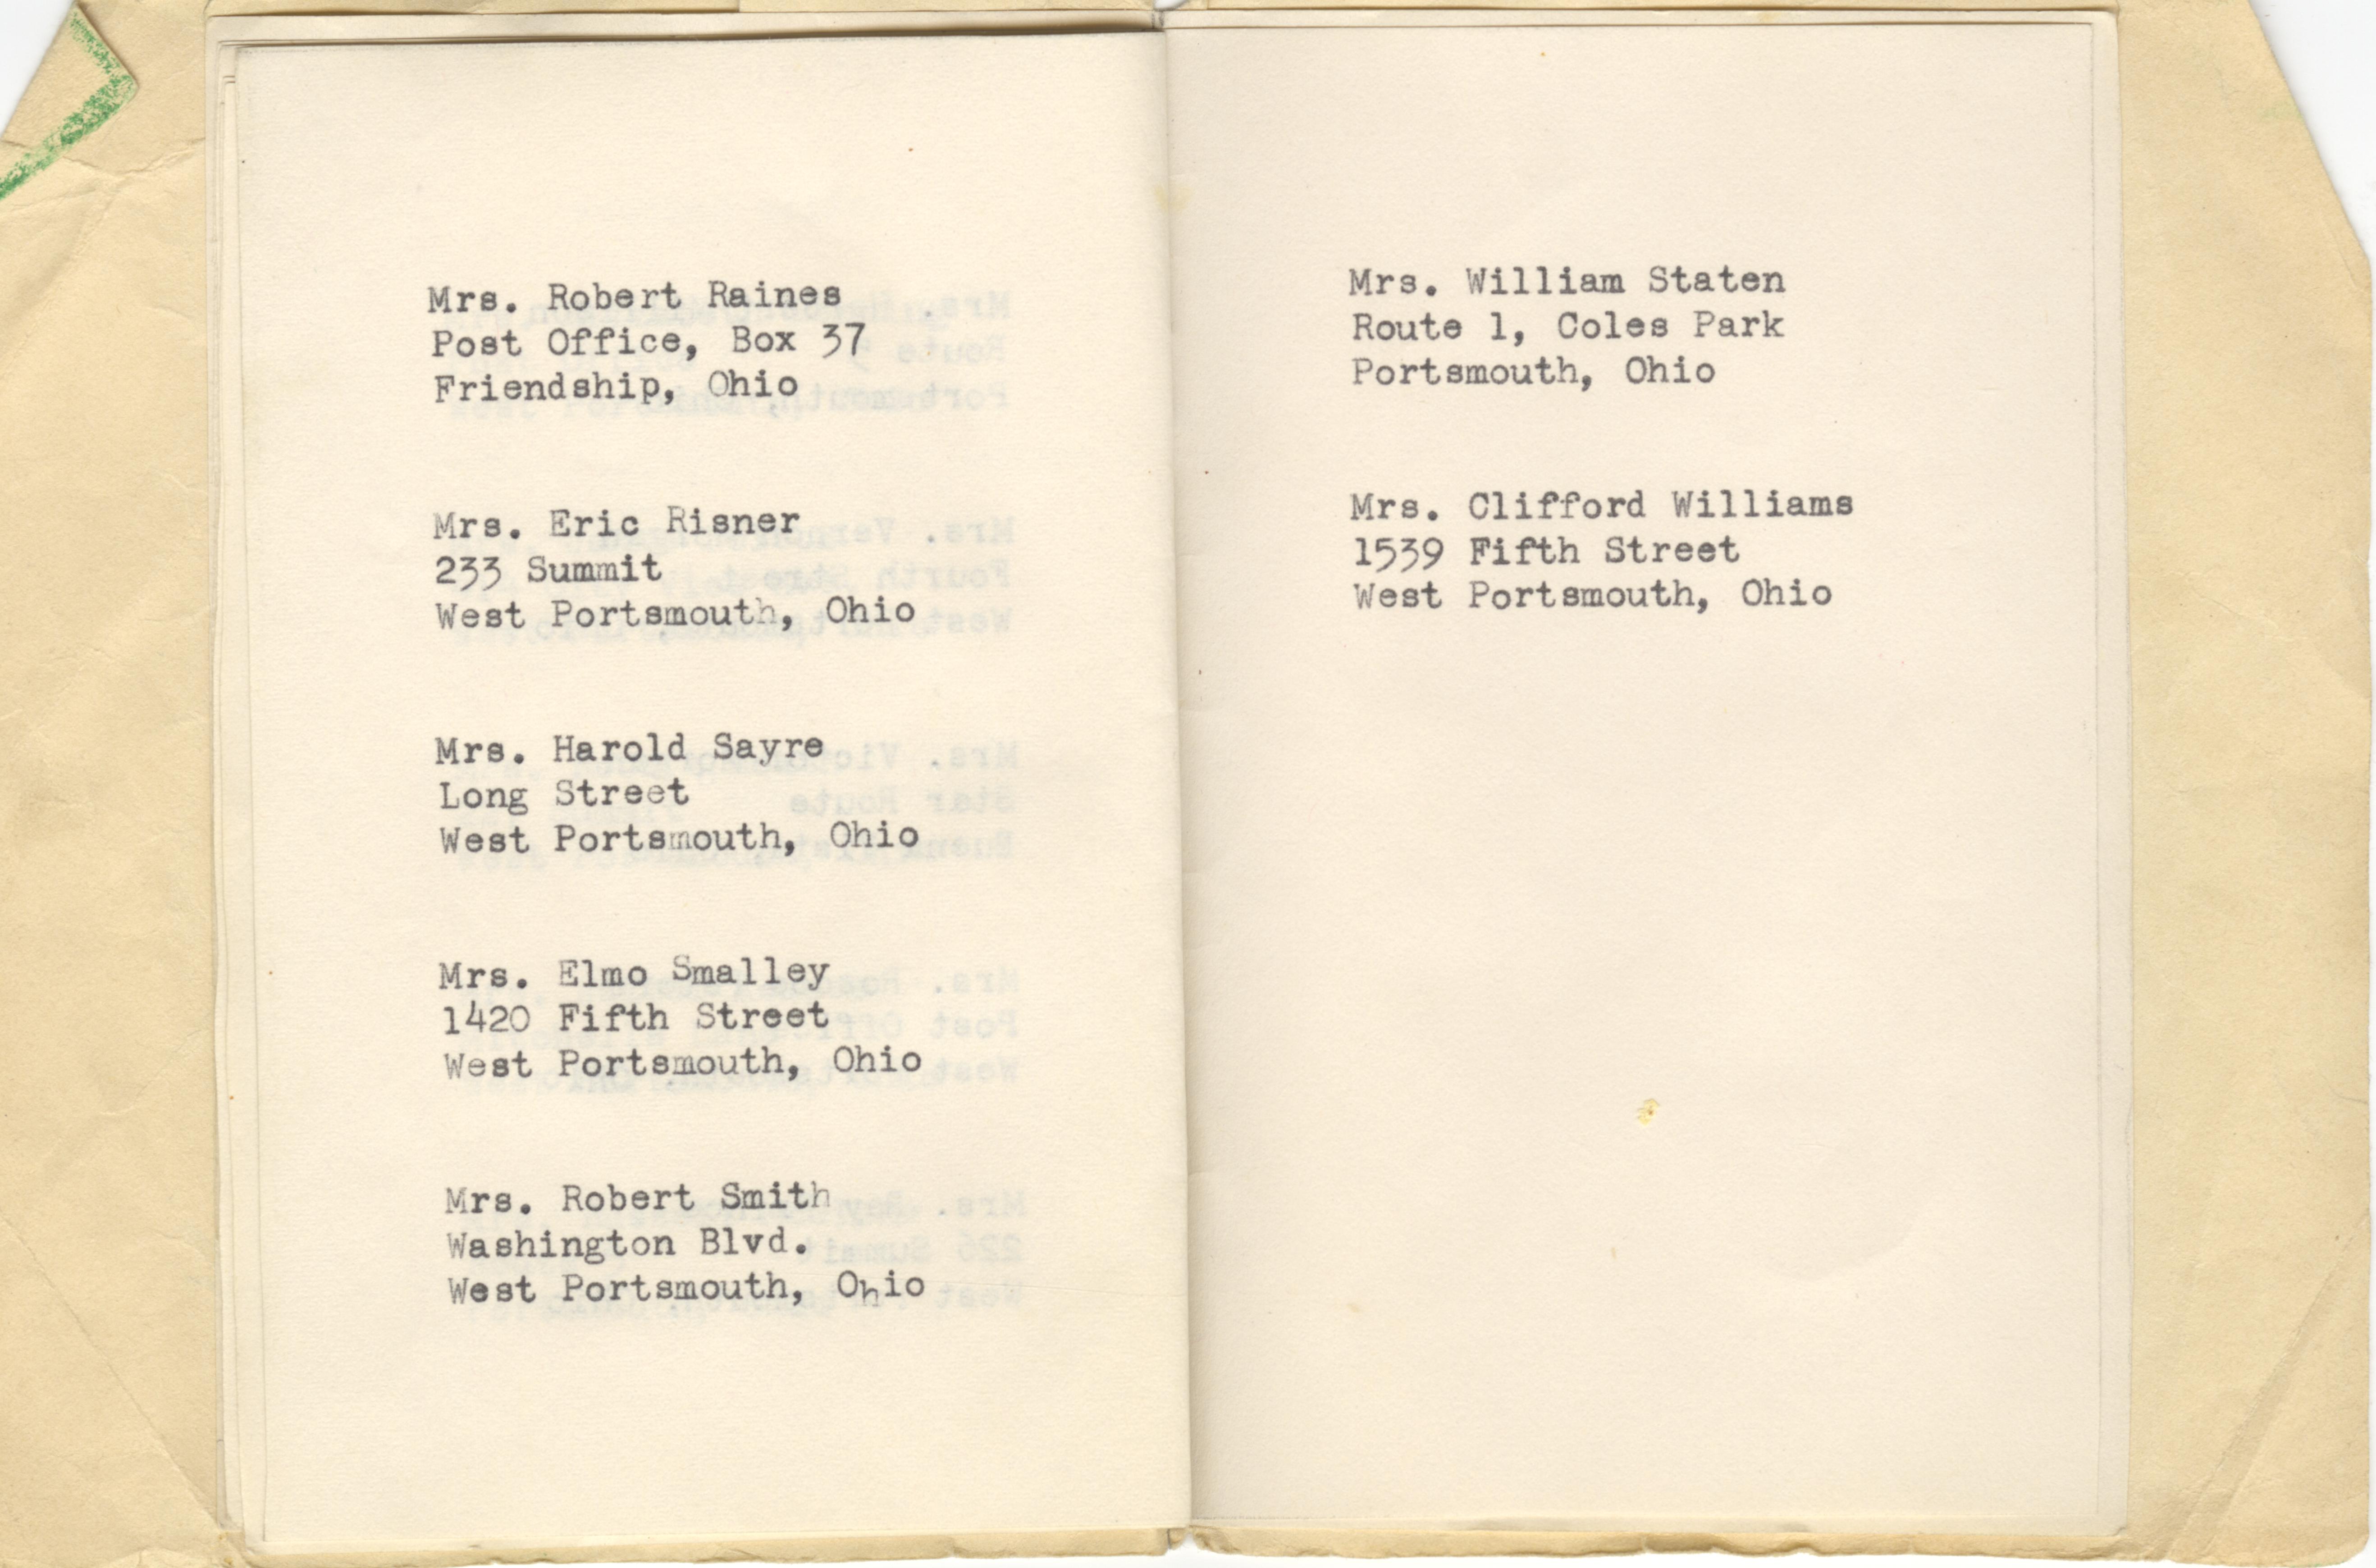 Mrs. Robert Raines
Post Office, Box 37
Friendship, Ohio
Mrs. Eric Risner
233 Summit
West Portsmouth, Ohio
Mrs. Harold Sayre
Long Street
West Portsmouth, Ohio
Mrs. Elmo Smalley
1420 Fifth Street
West Portsmouth, Ohio
Mrs. Robert Smith
Washington Blvd.
West Portsmouth, Ohio
Mrs. William Staten
Route 1, Coles Park
Portsmouth, Ohio
Mrs. Clifford Williams
1539 Fifth Street
West Portsmouth, Ohio